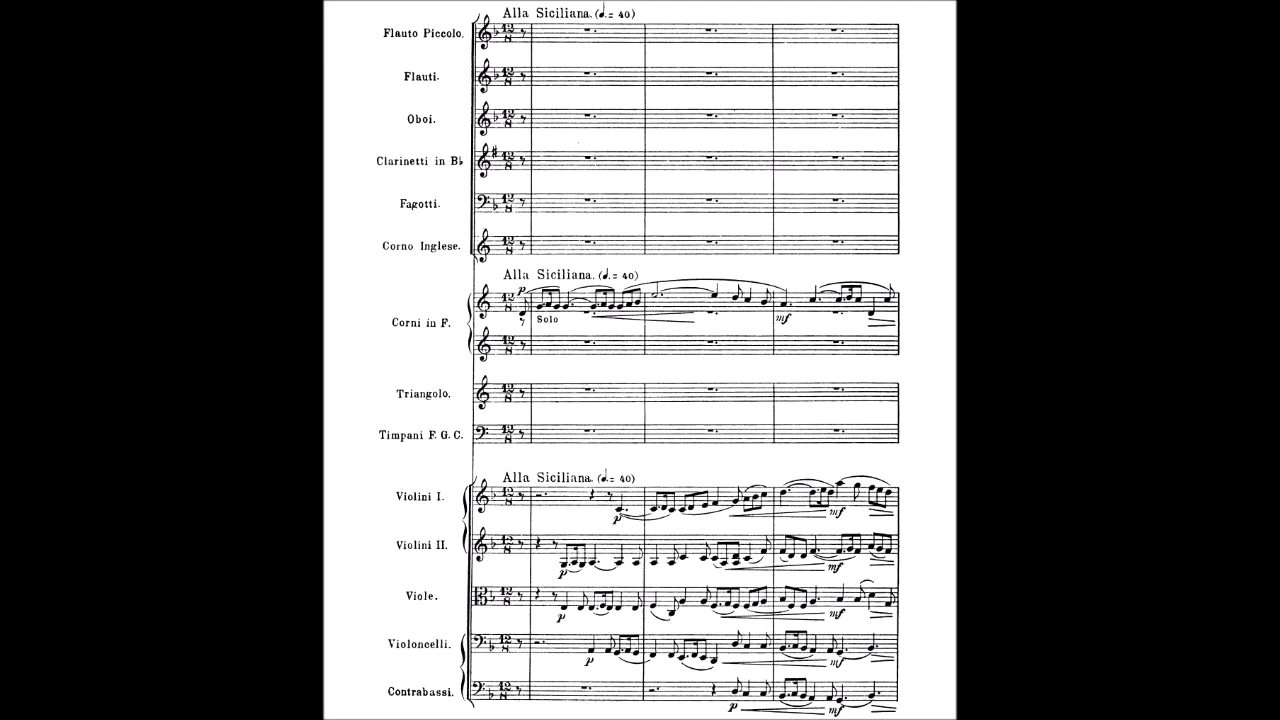 Alla Siciliana. (♩. = 40)
Flauto Piccolo.
Flauti.
Oboi.
Clarinetti in B♭
Fagotti.
Corno Inglese.
Alla Siciliana. (♩. = 40)
p
Corni in F.
Solo
mf
Triangolo.
Timpani F. G. C.
Alla Siciliana. (♩. = 40)
Violini I.
p
mf
Violini II.
p
mf
Viole.
p
mf
Violoncelli.
p
mf
Contrabassi.
p
mf